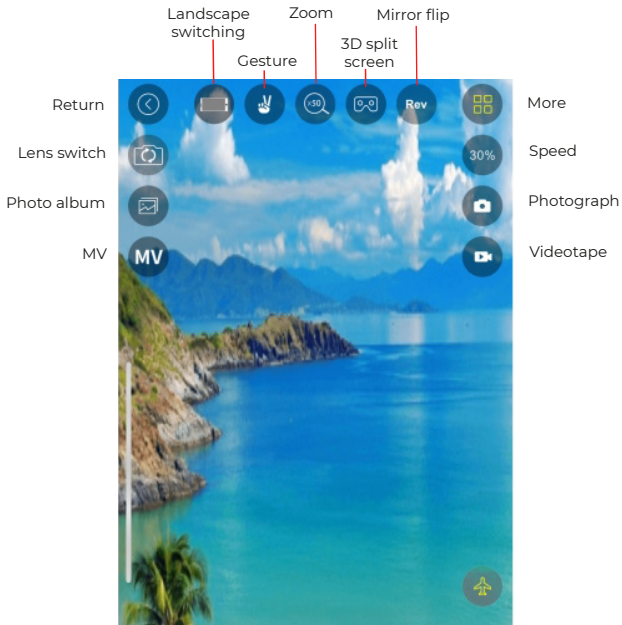 Landscape
switching
Zoom
Mirror flip
Gesture
3D split
screen
Return
×50
Rev
More
Lens switch
30%
Speed
Photo album
Photograph
MV
MV
Videotape